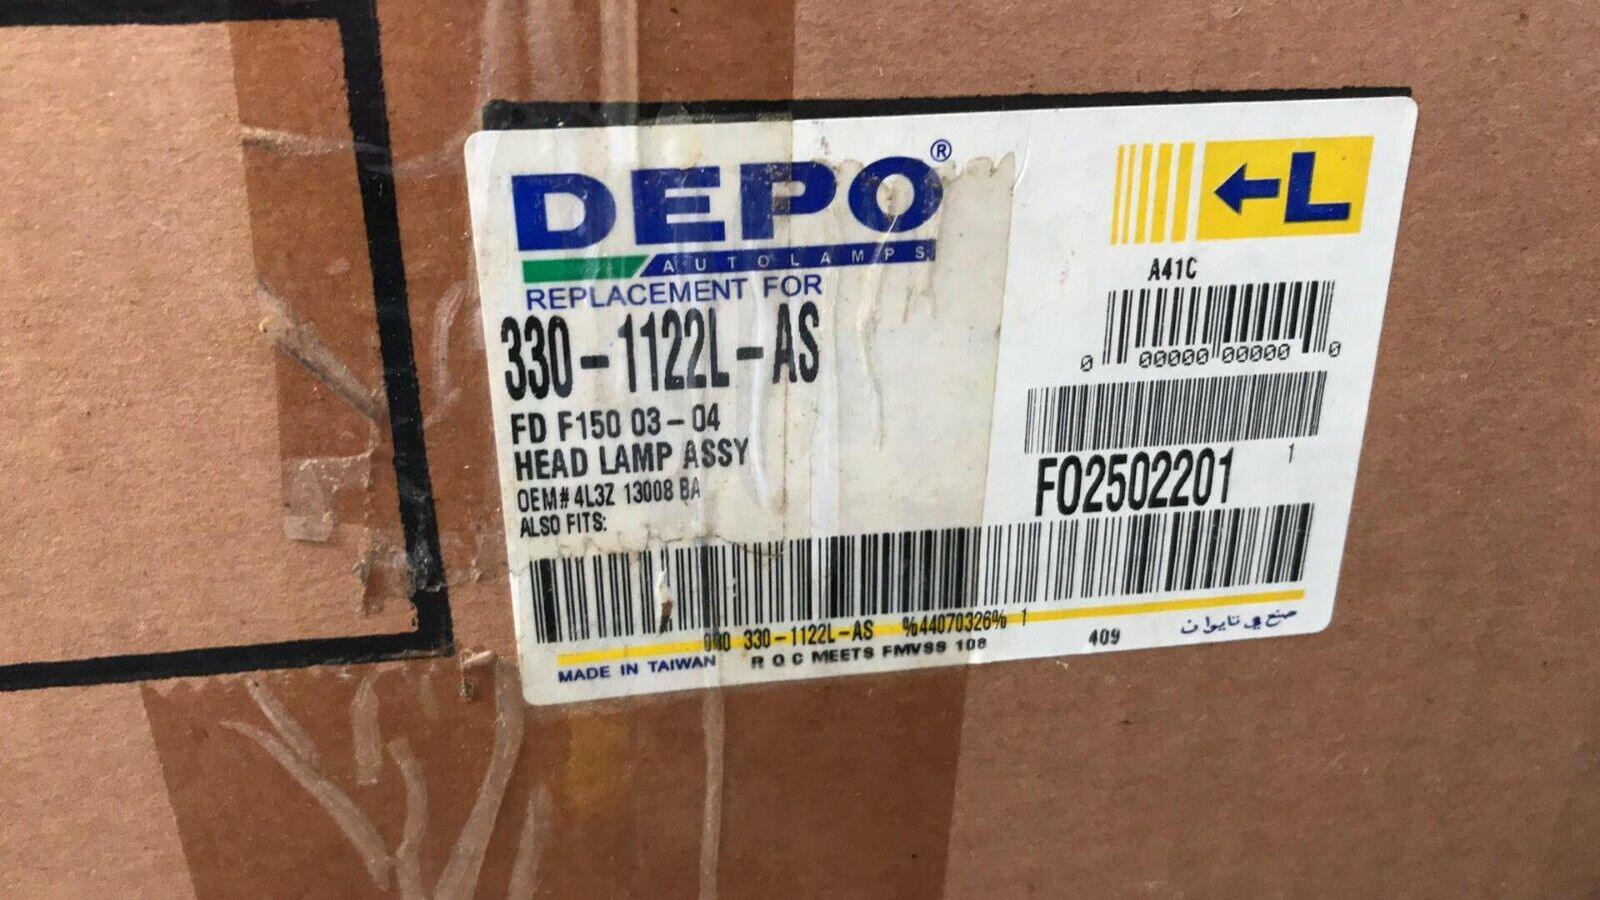 DEPO®
AUTOLAMPS
REPLACEMENT FOR
330-1122L-AS
FD F150 03-04
HEAD LAMP ASSY
OEM# 4L3Z 13008 BA
ALSO FITS:
←L
A41C
0 00000 00000 0
FO2502201 1
330-1122L-AS %44070326% 1
MADE IN TAIWAN R O C MEETS FMVSS 108 409 صنع في تايوان